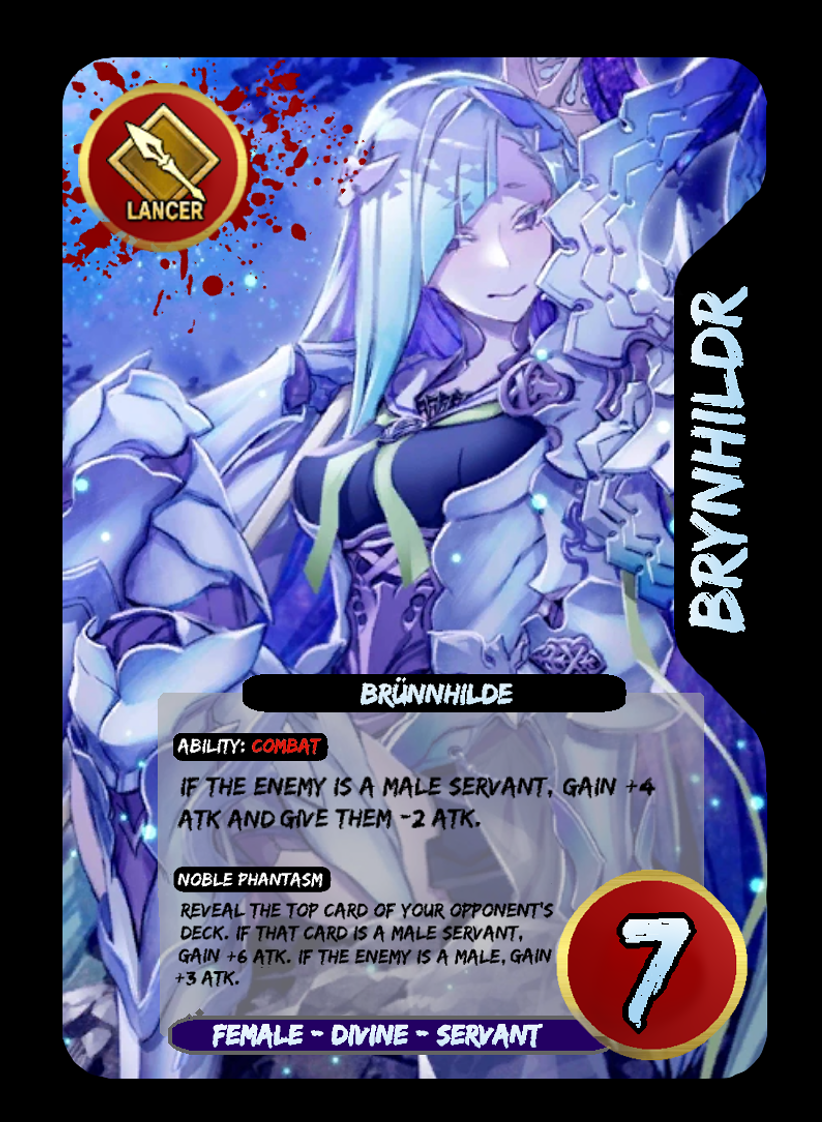 LANCER
BRYNHILDR
BRÜNNHILDE
ABILITY: COMBAT
IF THE ENEMY IS A MALE SERVANT, GAIN +4
ATK AND GIVE THEM -2 ATK.
NOBLE PHANTASM
REVEAL THE TOP CARD OF YOUR OPPONENT'S
DECK. IF THAT CARD IS A MALE SERVANT,
GAIN +6 ATK. IF THE ENEMY IS A MALE, GAIN
+3 ATK.
7
FEMALE - DIVINE - SERVANT